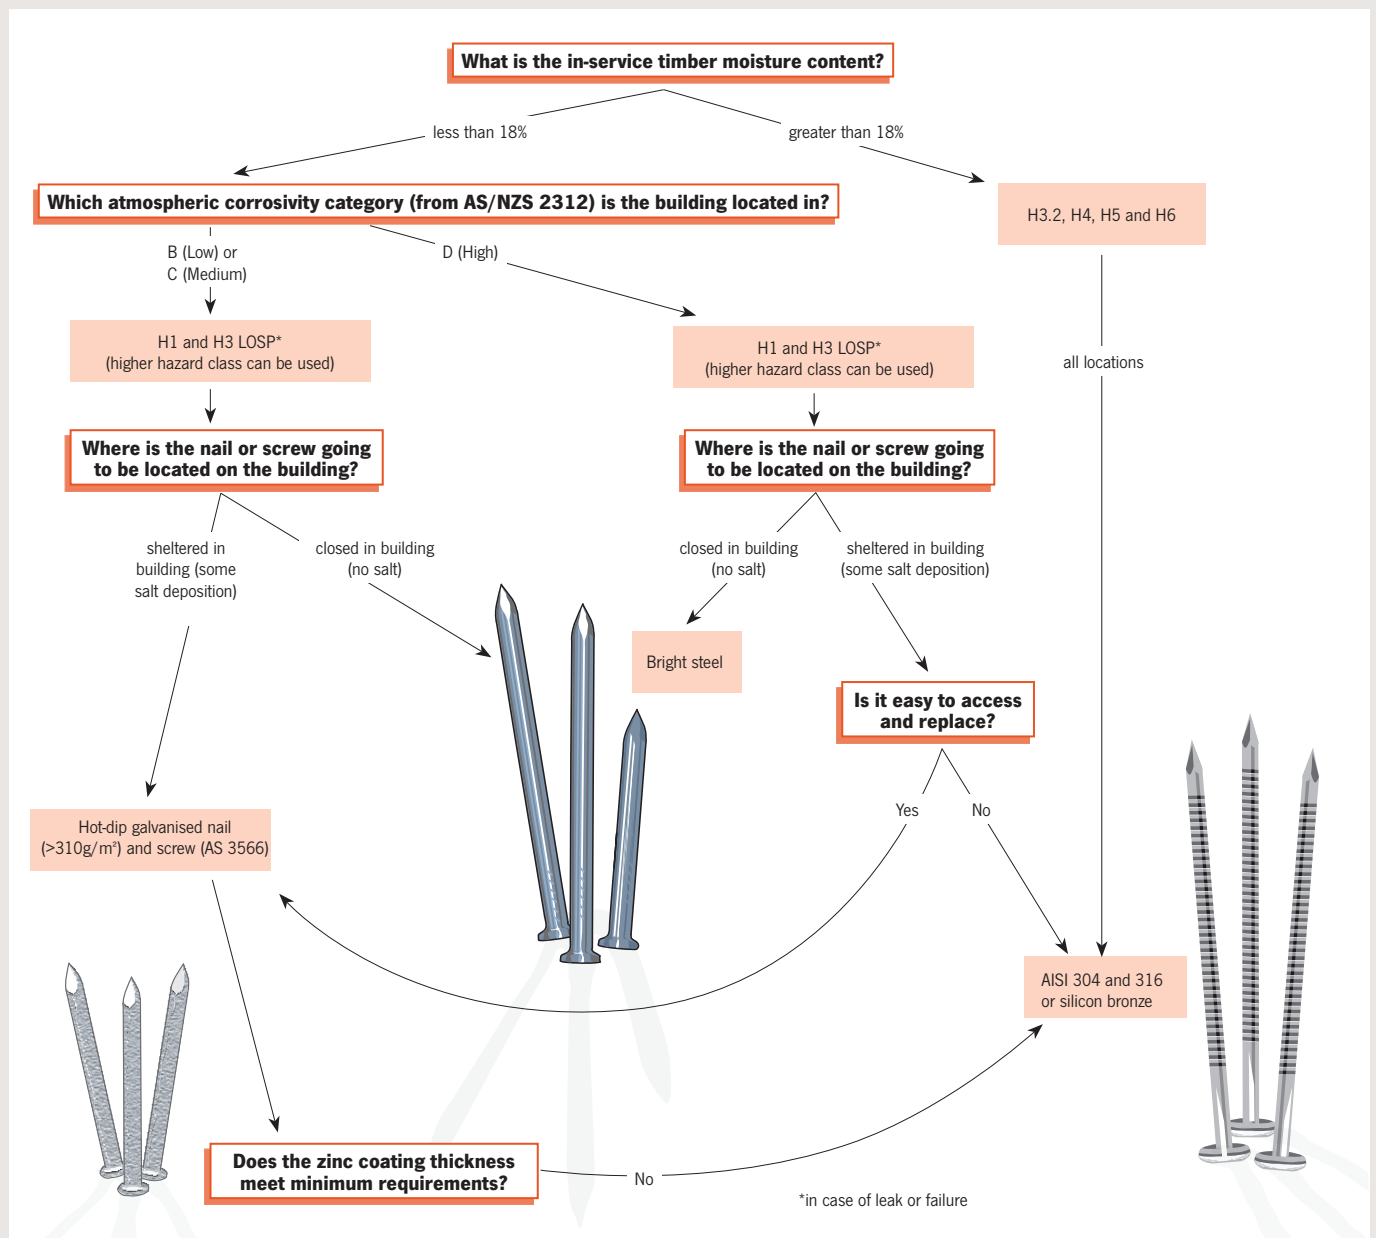 What is the in-service timber moisture content?
less than 18%
greater than 18%
Which atmospheric corrosivity category (from AS/NZS 2312) is the building located in?
H3.2, H4, H5 and H6
B (Low) or
C (Medium)
D (High)
H1 and H3 LOSP*
(higher hazard class can be used)
H1 and H3 LOSP*
(higher hazard class can be used)
all locations
Where is the nail or screw going
to be located on the building?
Where is the nail or screw going
to be located on the building?
sheltered in
building (some
salt deposition)
closed in building
(no salt)
closed in building
(no salt)
sheltered in building
(some salt deposition)
Bright steel
Is it easy to access
and replace?
Yes
No
Hot-dip galvanised nail
(>310g/m²) and screw (AS 3566)
AISI 304 and 316
or silicon bronze
Does the zinc coating thickness
meet minimum requirements?
No
*in case of leak or failure